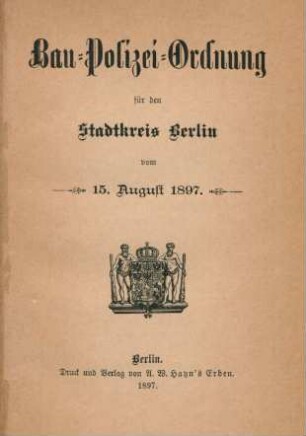 Bau-Polizei-Ordnung
für den
Stadtkreis Berlin
vom
15. August 1897.
Berlin.
Druck und Verlag von A. W. Hayn's Erben.
1897.